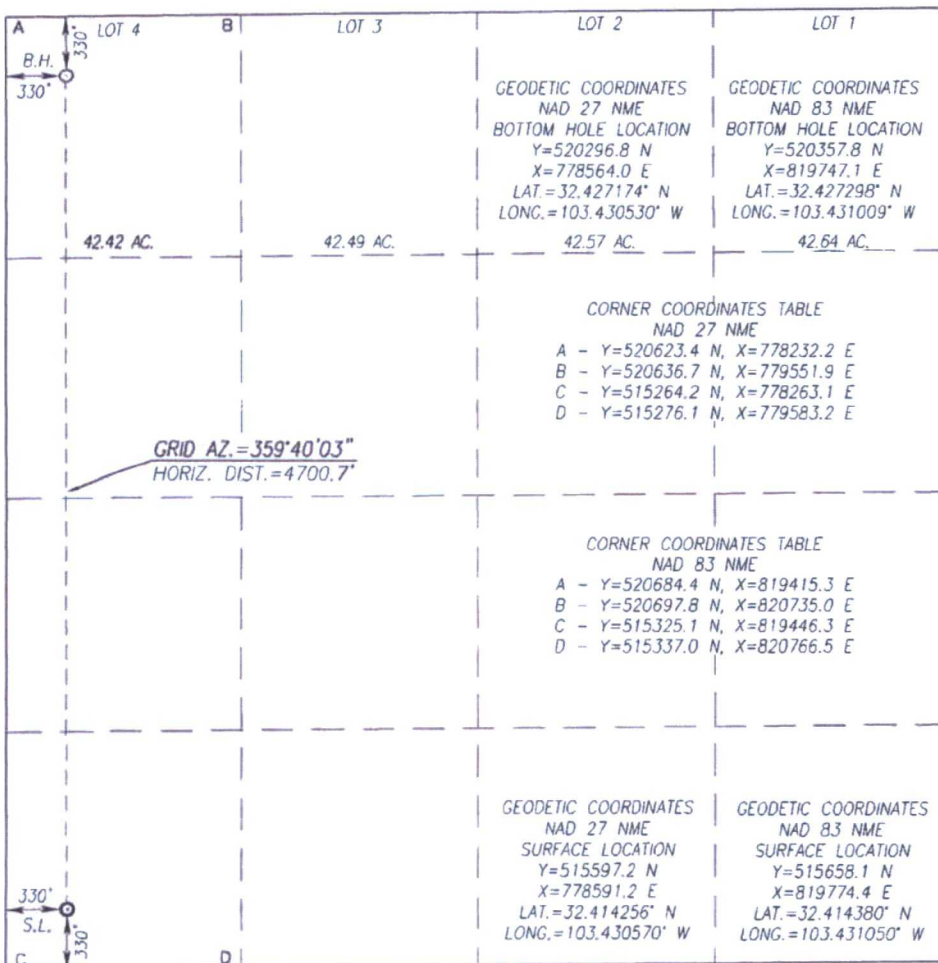 A LOT 4 B LOT 3 LOT 2 LOT 1
330'
B.H.
330'
GEODETIC COORDINATES
NAD 27 NME
BOTTOM HOLE LOCATION
Y=520296.8 N
X=778564.0 E
LAT.=32.427174° N
LONG.=103.430530° W
GEODETIC COORDINATES
NAD 83 NME
BOTTOM HOLE LOCATION
Y=520357.8 N
X=819747.1 E
LAT.=32.427298° N
LONG.=103.431009° W
42.42 AC. 42.49 AC. 42.57 AC. 42.64 AC.
CORNER COORDINATES TABLE
NAD 27 NME
A - Y=520623.4 N, X=778232.2 E
B - Y=520636.7 N, X=779551.9 E
C - Y=515264.2 N, X=778263.1 E
D - Y=515276.1 N, X=779583.2 E
GRID AZ.=359°40'03"
HORIZ. DIST.=4700.7'
CORNER COORDINATES TABLE
NAD 83 NME
A - Y=520684.4 N, X=819415.3 E
B - Y=520697.8 N, X=820735.0 E
C - Y=515325.1 N, X=819446.3 E
D - Y=515337.0 N, X=820766.5 E
GEODETIC COORDINATES
NAD 27 NME
SURFACE LOCATION
Y=515597.2 N
X=778591.2 E
LAT.=32.414256° N
LONG.=103.430570° W
GEODETIC COORDINATES
NAD 83 NME
SURFACE LOCATION
Y=515658.1 N
X=819774.4 E
LAT.=32.414380° N
LONG.=103.431050° W
330'
S.L.
330'
C D